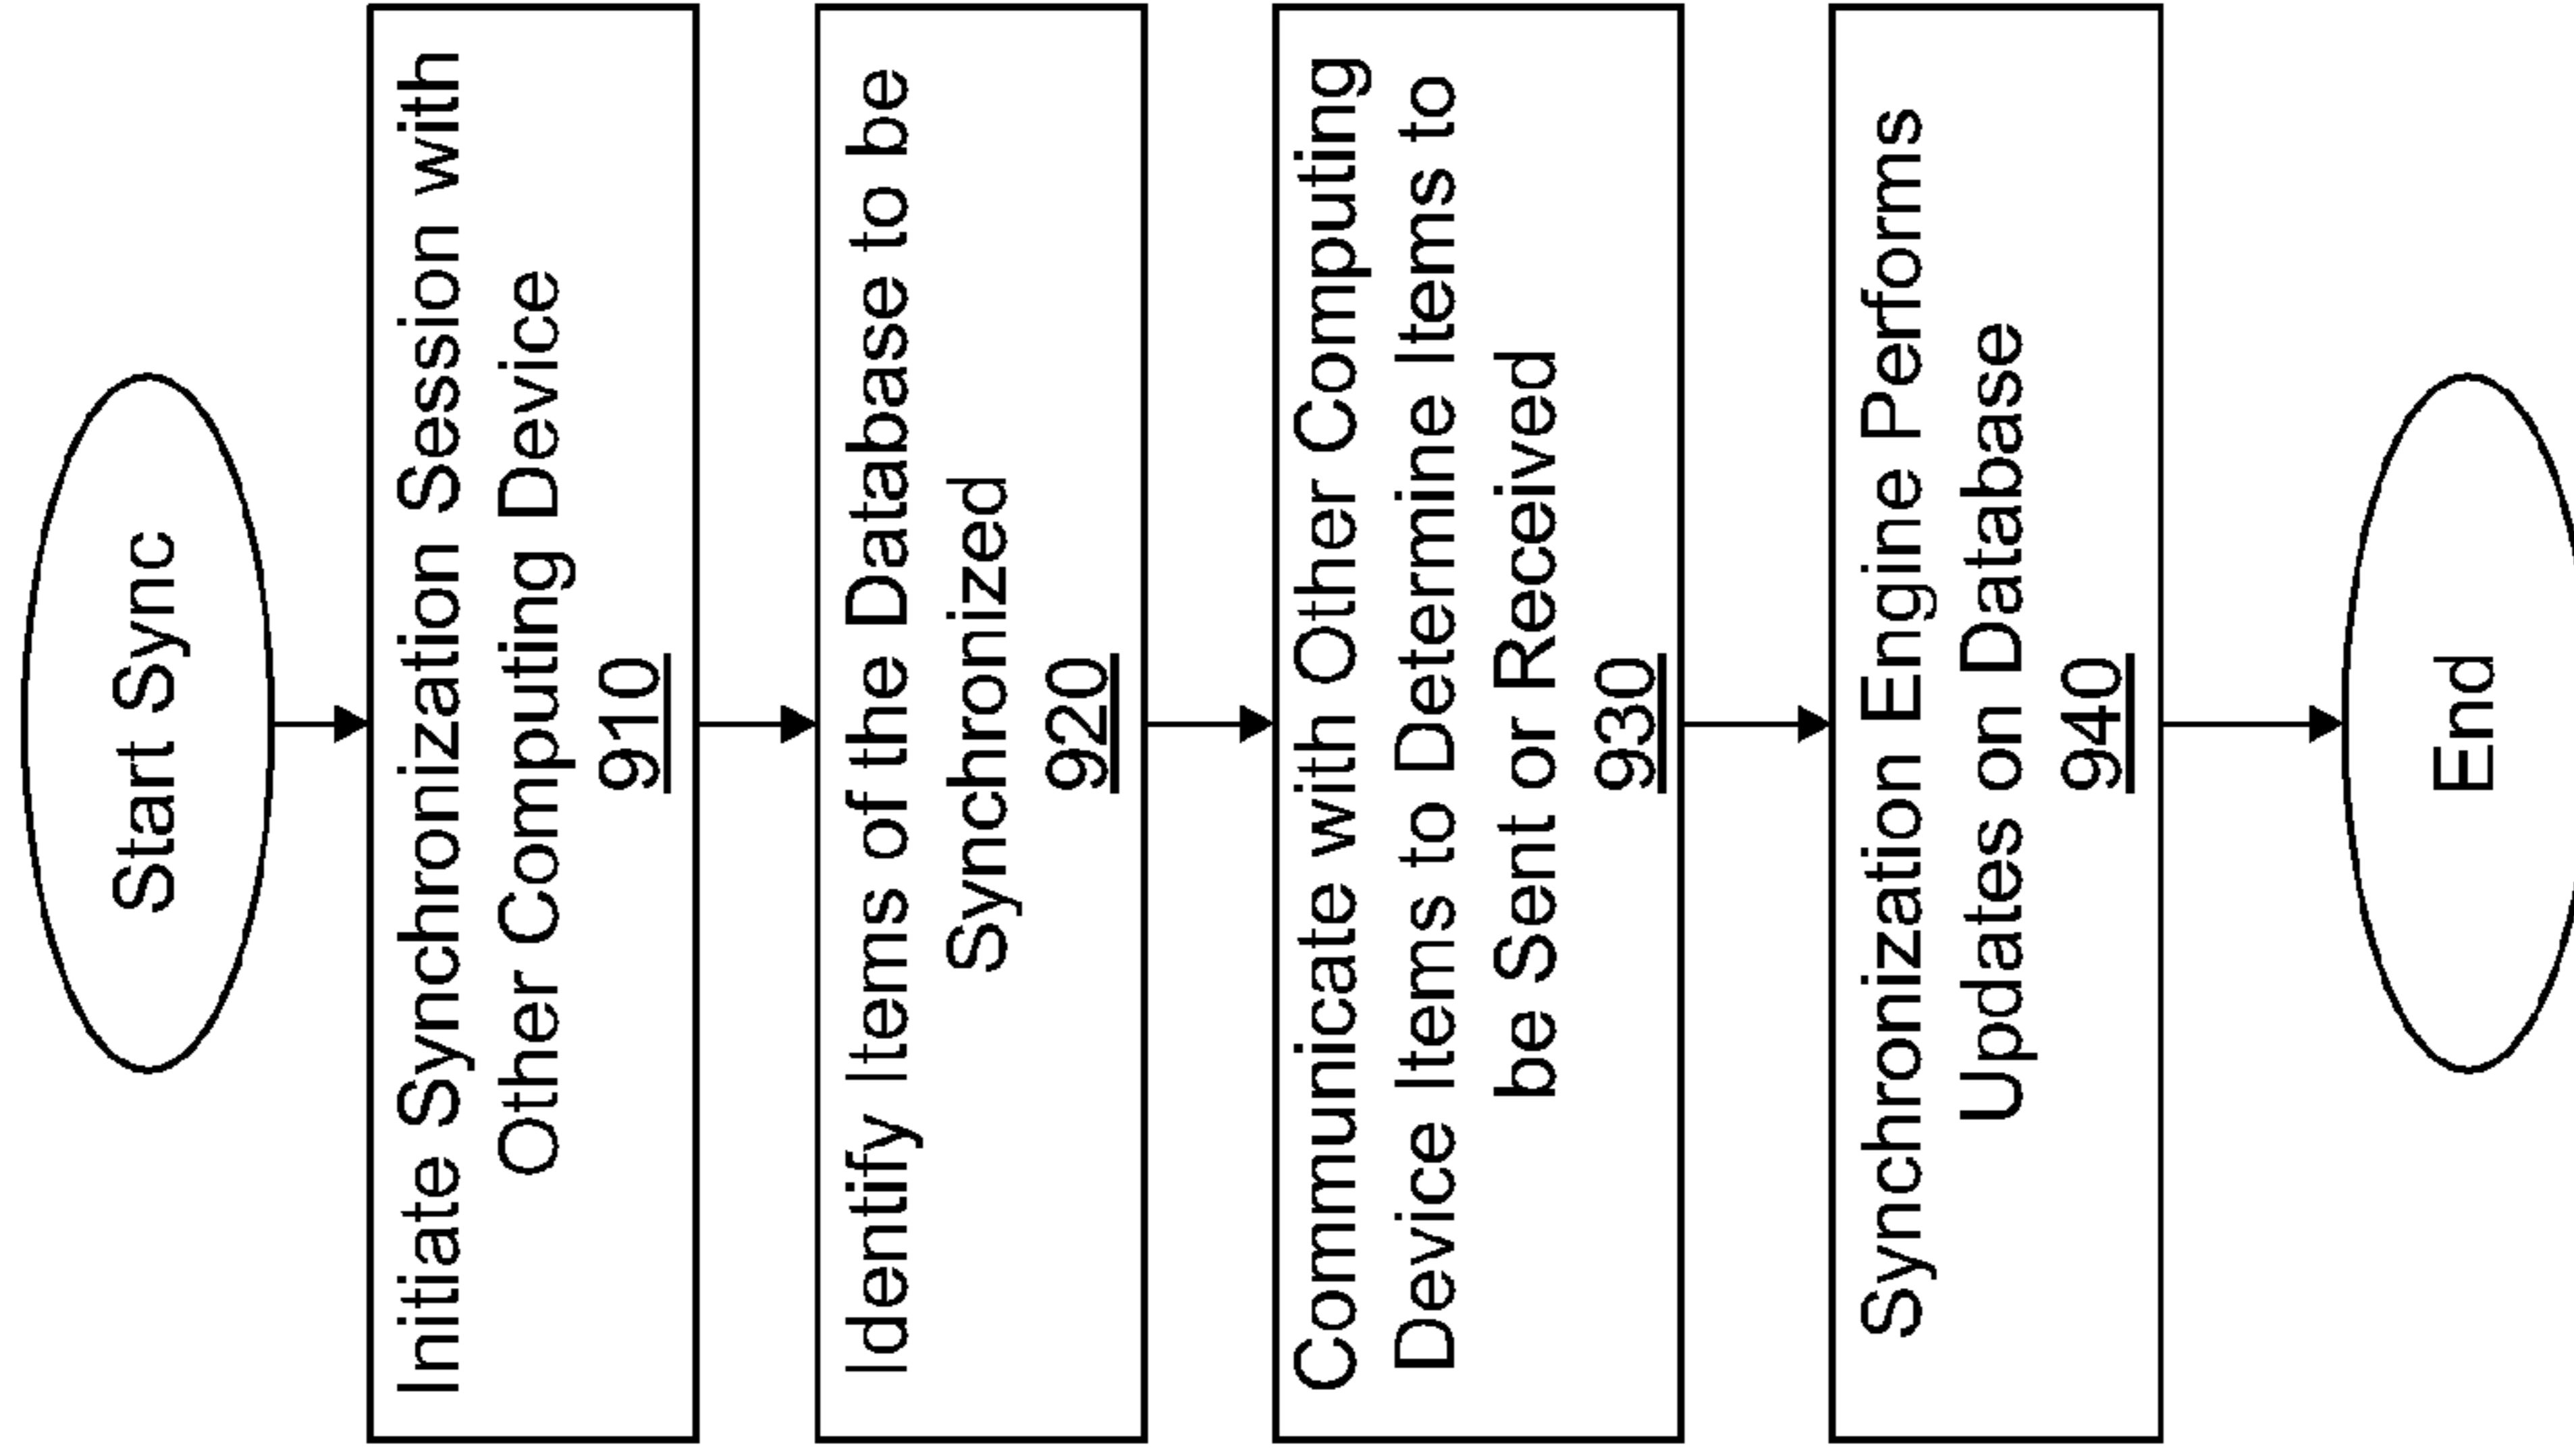 Start Sync
Initiate Synchronization Session with
Other Computing Device
910
Identify Items of the Database to be
Synchronized
920
Communicate with Other Computing
Device Items to Determine Items to
be Sent or Received
930
Synchronization Engine Performs
Updates on Database
940
End